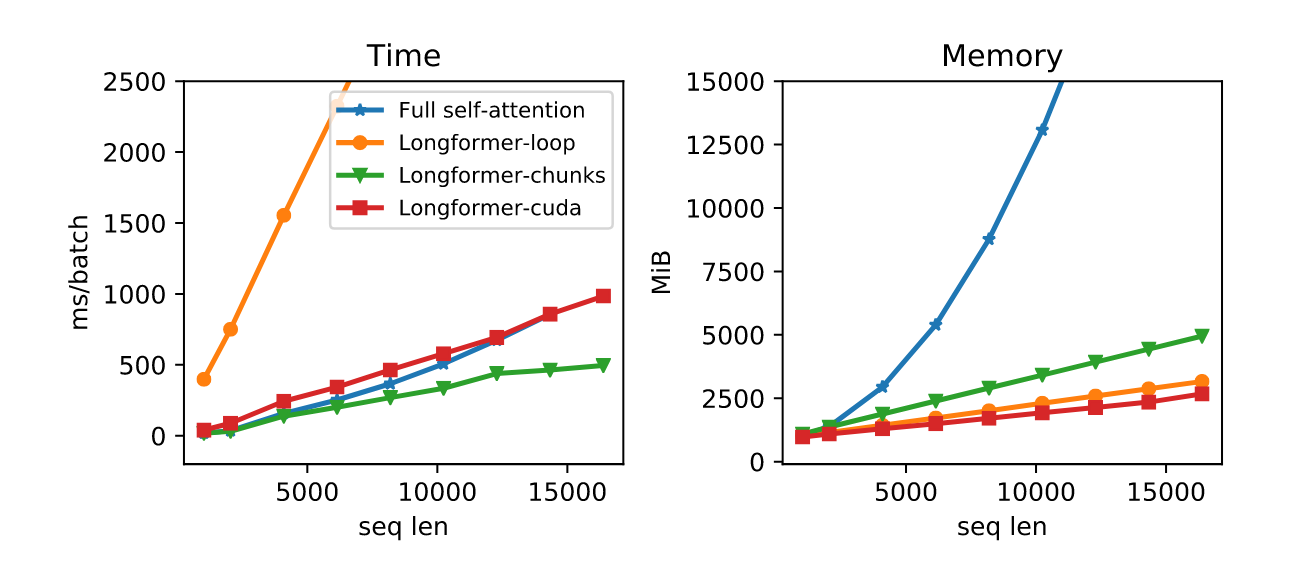 Time
2500
2000
1500
1000
500
0
ms/batch
Full self-attention
Longformer-loop
Longformer-chunks
Longformer-cuda
5000 10000 15000
seq len
Memory
15000
12500
10000
7500
5000
2500
0
MiB
5000 10000 15000
seq len